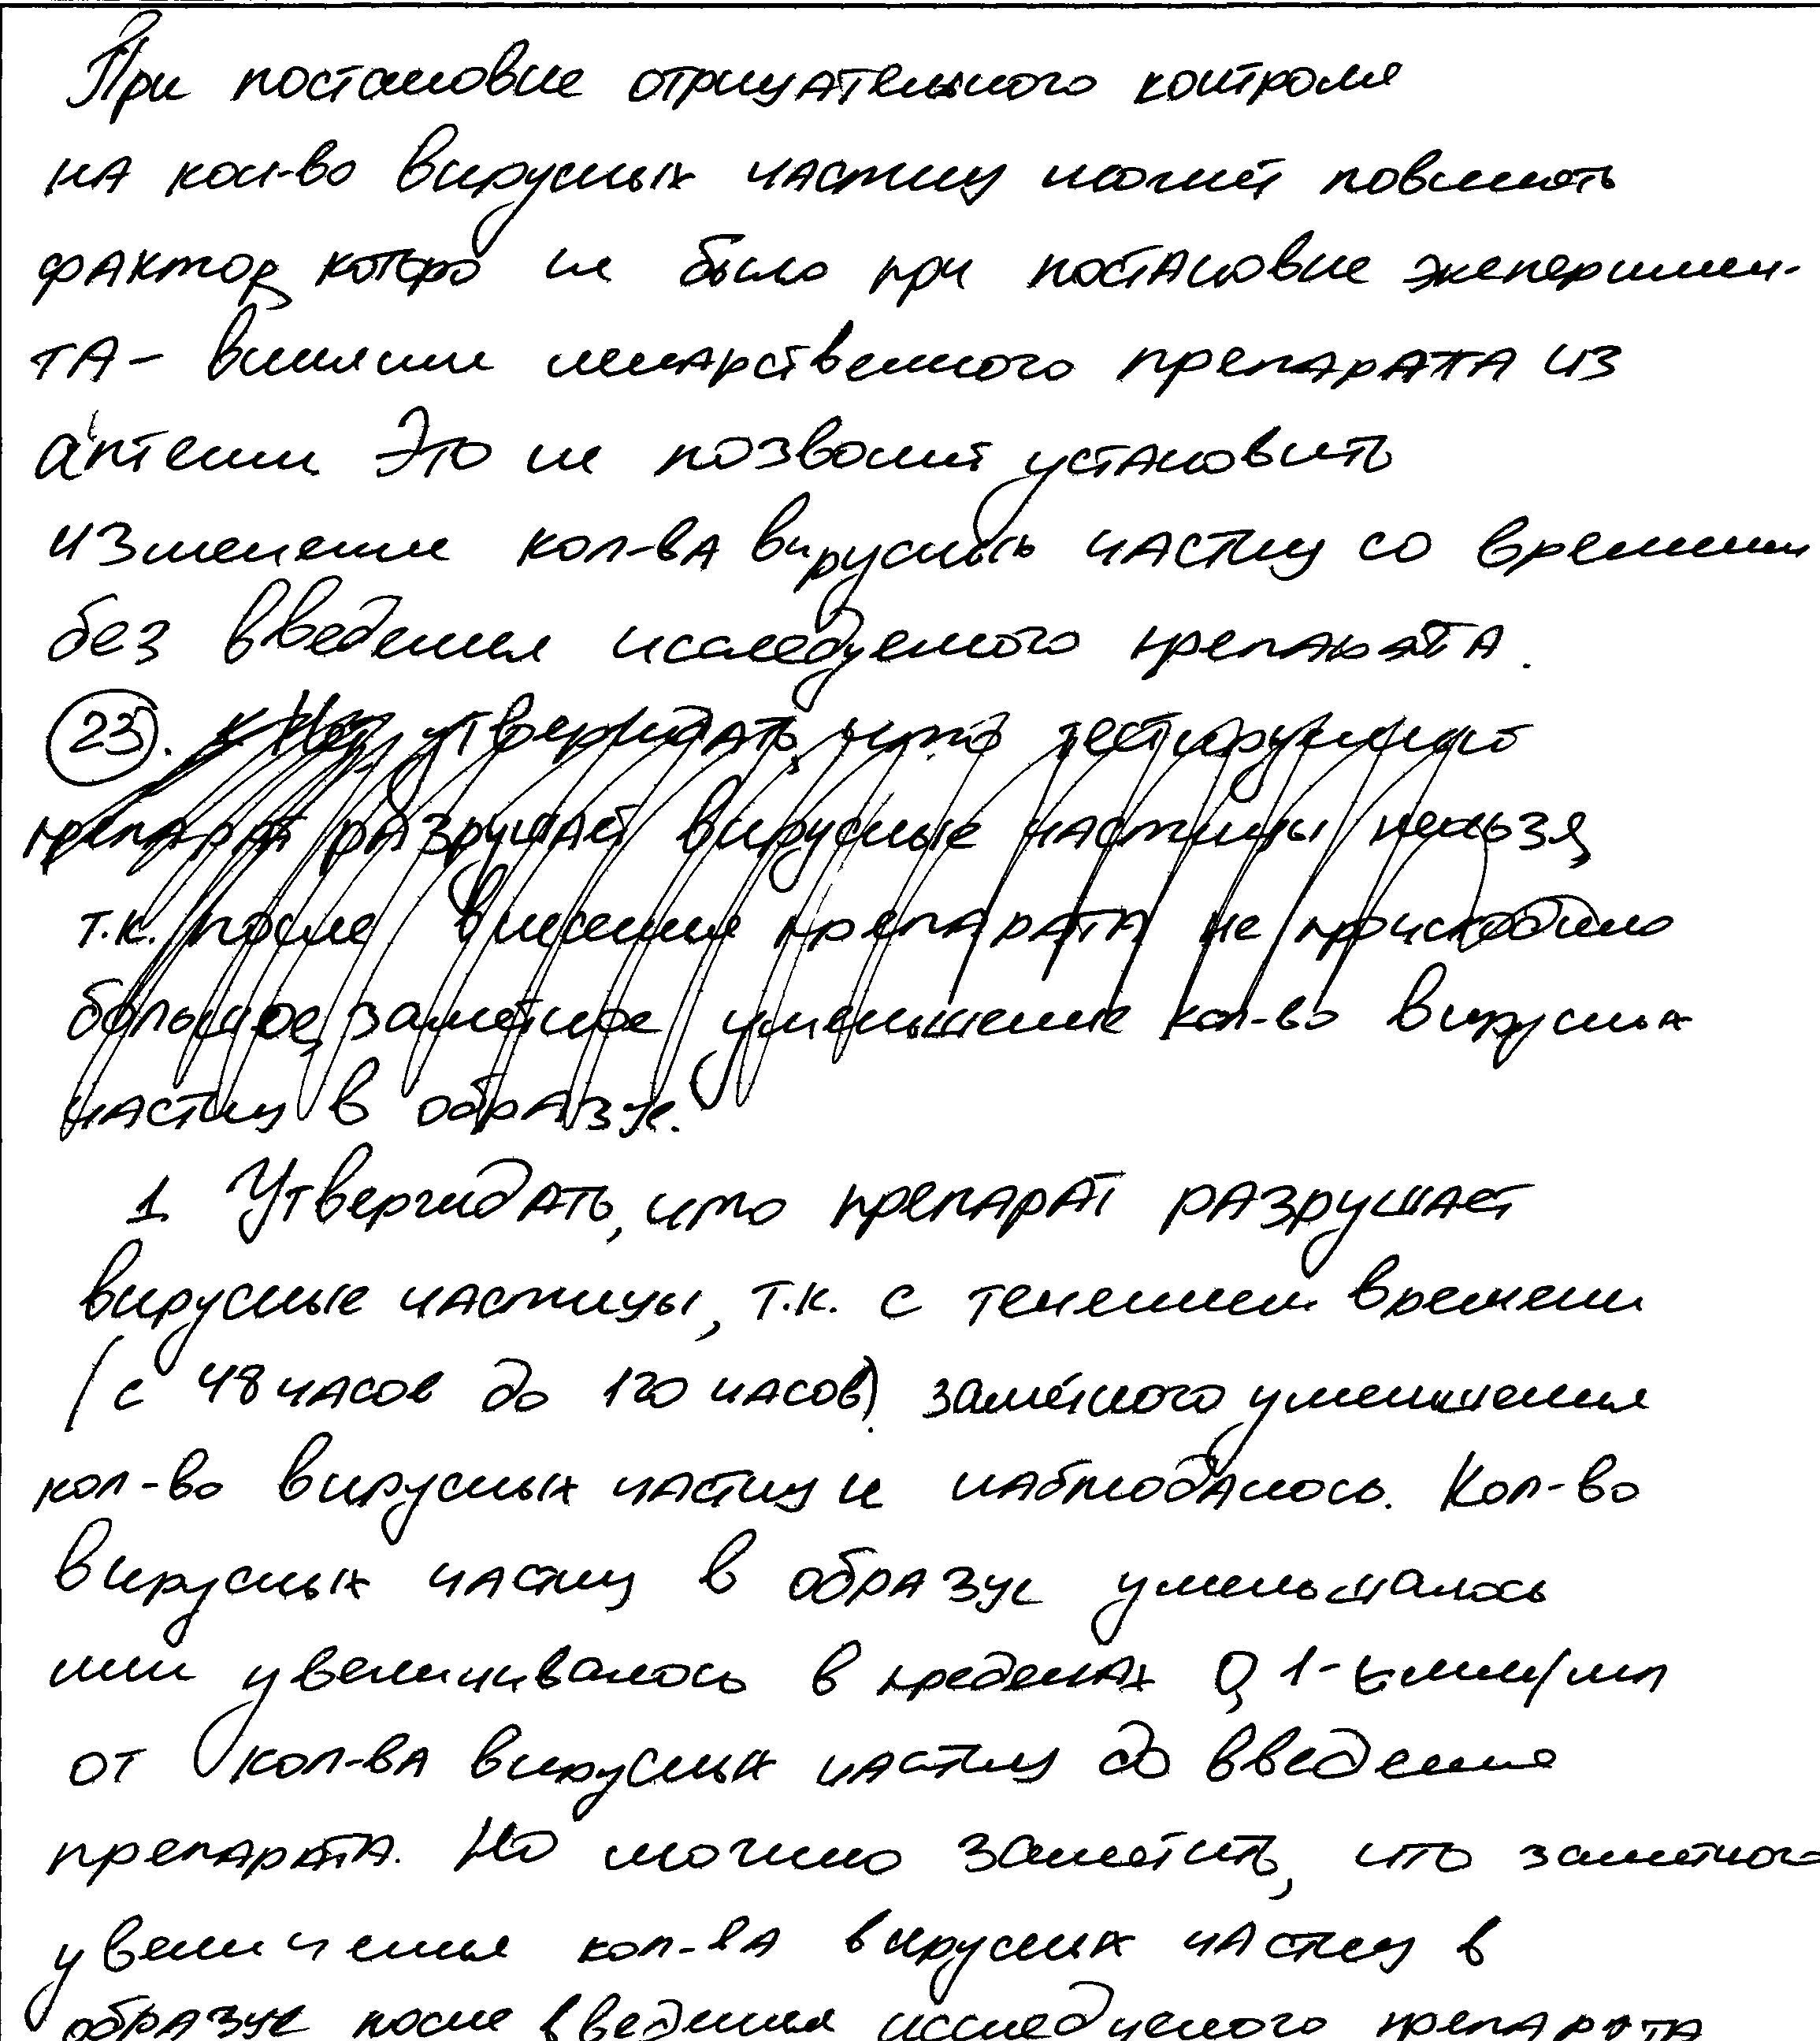 При постановке отрицательного контроля
на кол-во вирусных частиц может повлиять
фактор, которо не было при постановке эксперимен-
та - влияние лекарственного препарата из
аптеки Это не позволит установить
изменение кол-ва вирусных частиц со времени
без введения исследуемого препарата.
23. утверждать, что тестируемый
препарат разрушает вирусные частицы нельзя,
т.к. после внесения препарата не происходило
большое, заметное уменьшение кол-во вирусных
частиц в образце.
1 Утверждать, что препарат разрушает
вирусные частицы, т.к. с течением времени
(с 48 часов до 120 часов) заметного уменьшения
кол-во вирусных частиц не наблюдалось. Кол-во
вирусных частиц в образце уменьшалось
или увеличивалось в пределах 0,1- млн/мл
от кол-ва вирусных частиц до введения
препарата. Но можно заметить, что заметного
увеличения кол-ва вирусных частиц в
образце после введения исследуемого препарата